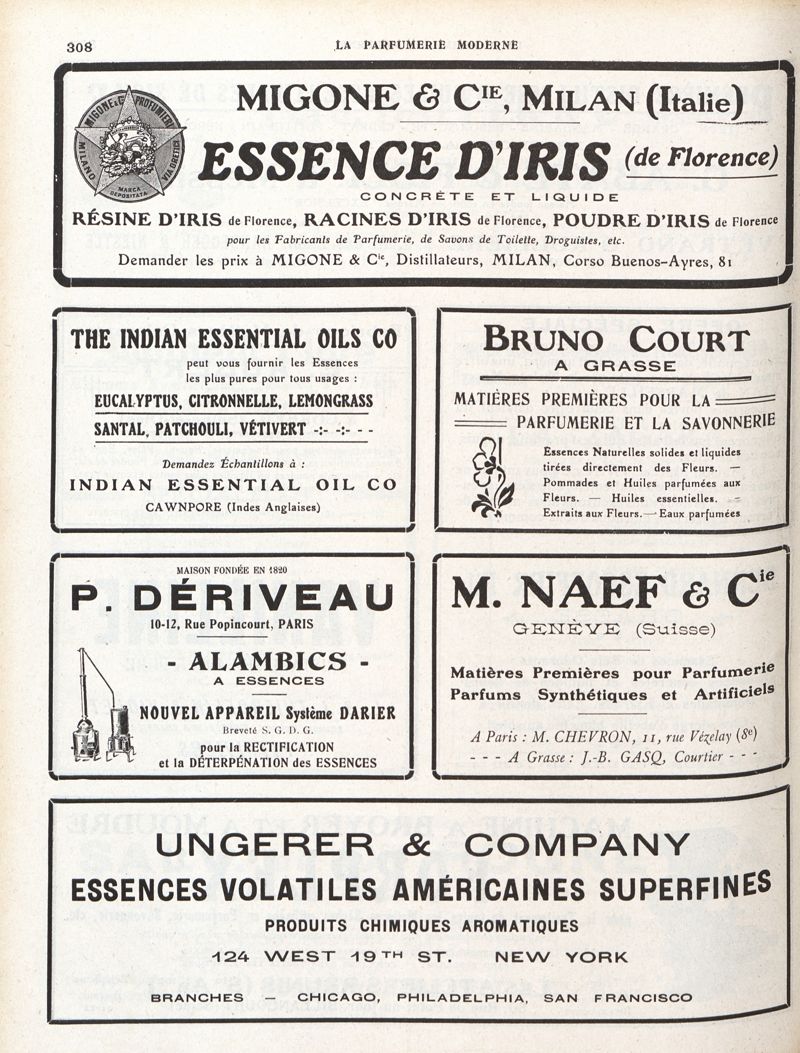 308
LA PARFUMERIE MODERNE
MIGONE & C PROFUMIERI
MILANO
VIA OREFICI
MARCA
DEPOSITATA
MIGONE & CIE, MILAN (Italie)
ESSENCE D'IRIS (de Florence)
CONCRÈTE ET LIQUIDE
RÉSINE D'IRIS de Florence, RACINES D'IRIS de Florence, POUDRE D'IRIS de Florence
pour les Fabricants de Parfumerie, de Savons de Toilette, Droguistes, etc.
Demander les prix à MIGONE & Cie, Distillateurs, MILAN, Corso Buenos-Ayres, 81
THE INDIAN ESSENTIAL OILS CO
peut vous fournir les Essences
les plus pures pour tous usages :
EUCALYPTUS, CITRONNELLE, LEMONGRASS
SANTAL, PATCHOULI, VÉTIVERT -:- -:- - -
Demandez Échantillons à :
INDIAN ESSENTIAL OIL CO
CAWNPORE (Indes Anglaises)
BRUNO COURT
A GRASSE
MATIÈRES PREMIÈRES POUR LA
PARFUMERIE ET LA SAVONNERIE
Essences Naturelles solides et liquides
tirées directement des Fleurs. —
Pommades et Huiles parfumées aux
Fleurs. — Huiles essentielles. —
Extraits aux Fleurs. — Eaux parfumées
MAISON FONDÉE EN 1820
P. DÉRIVEAU
10-12, Rue Popincourt, PARIS
- ALAMBICS -
A ESSENCES
NOUVEL APPAREIL Système DARIER
Breveté S. G. D. G.
pour la RECTIFICATION
et la DÉTERPÉNATION des ESSENCES
M. NAEF & Cie
GENÈVE (Suisse)
Matières Premières pour Parfumerie
Parfums Synthétiques et Artificiels
A Paris : M. CHEVRON, 11, rue Vézelay (8e)
- - - A Grasse : J.-B. GASQ, Courtier - - -
UNGERER & COMPANY
ESSENCES VOLATILES AMÉRICAINES SUPERFINES
PRODUITS CHIMIQUES AROMATIQUES
124 WEST 19TH ST. NEW YORK
BRANCHES — CHICAGO, PHILADELPHIA, SAN FRANCISCO